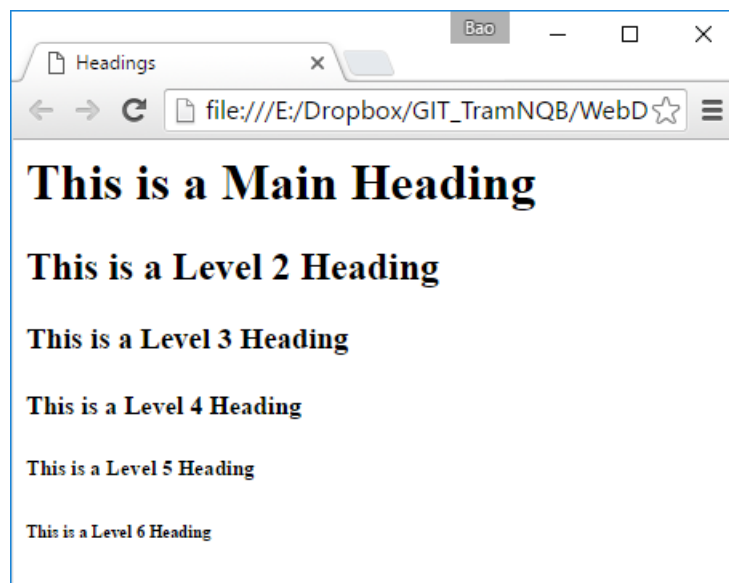 Bao
Headings
file:///E:/Dropbox/GIT_TramNQB/WebD
This is a Main Heading
This is a Level 2 Heading
This is a Level 3 Heading
This is a Level 4 Heading
This is a Level 5 Heading
This is a Level 6 Heading